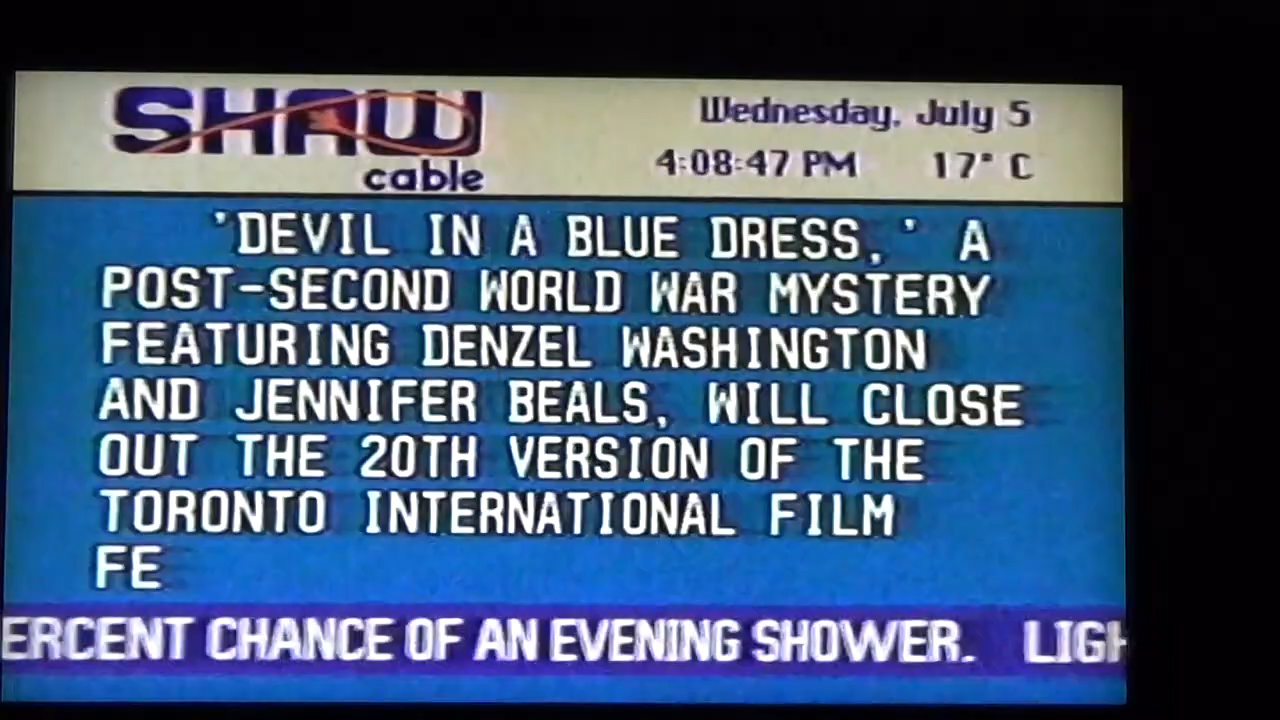 SHAW
cable
Wednesday, July 5
4:08:47 PM 17° C
'DEVIL IN A BLUE DRESS,' A
POST-SECOND WORLD WAR MYSTERY
FEATURING DENZEL WASHINGTON
AND JENNIFER BEALS, WILL CLOSE
OUT THE 20TH VERSION OF THE
TORONTO INTERNATIONAL FILM
FE
ERCENT CHANCE OF AN EVENING SHOWER. LIGH